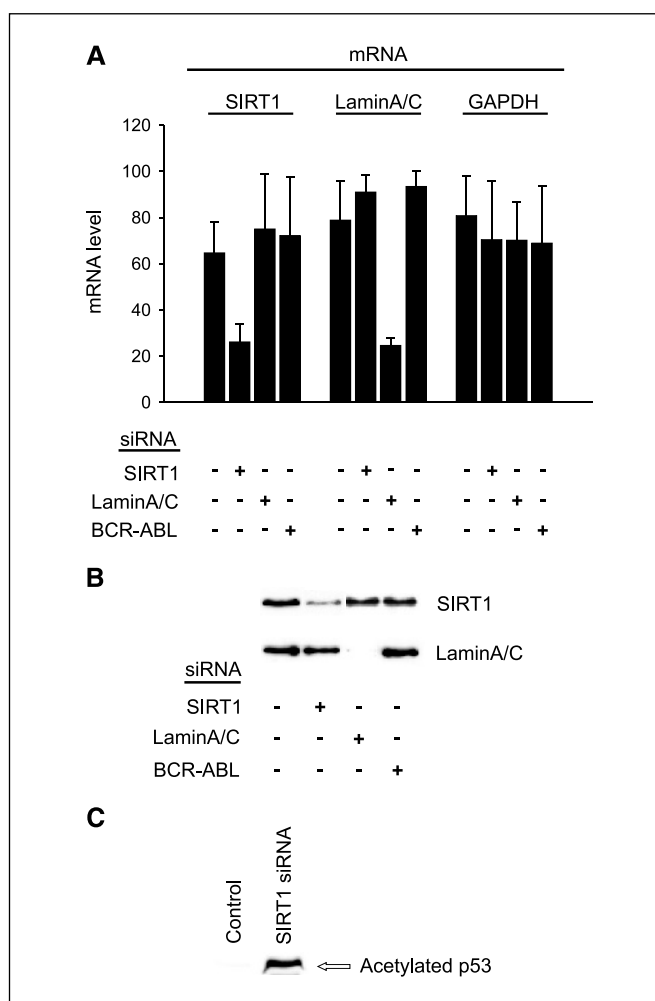 A
mRNA
SIRT1 LaminA/C GAPDH
120
100
80
60
40
20
0
mRNA level
siRNA
SIRT1 - + - - - + - - - + - -
LaminA/C - - + - - - + - - - + -
BCR-ABL - - - + - - - + - - - +
B
SIRT1
LaminA/C
siRNA
SIRT1 - + - -
LaminA/C - - + -
BCR-ABL - - - +
C
Control
SIRT1 siRNA
Acetylated p53